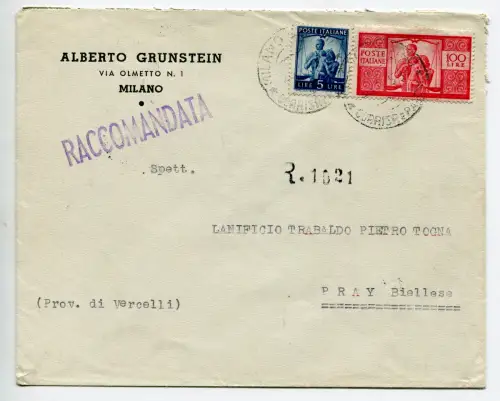 ALBERTO GRUNSTEIN
VIA OLMETTO N. 1
MILANO
POSTE ITALIANE
LIRE 5 LIRE
POSTE ITALIANE
100 LIRE
MILANO
RACCOMANDATA
Spett.
R. 1021
LANIFICIO TRABALDO PIETRO TOGNA
PRAY Biellese
(Prov. di Vercelli)